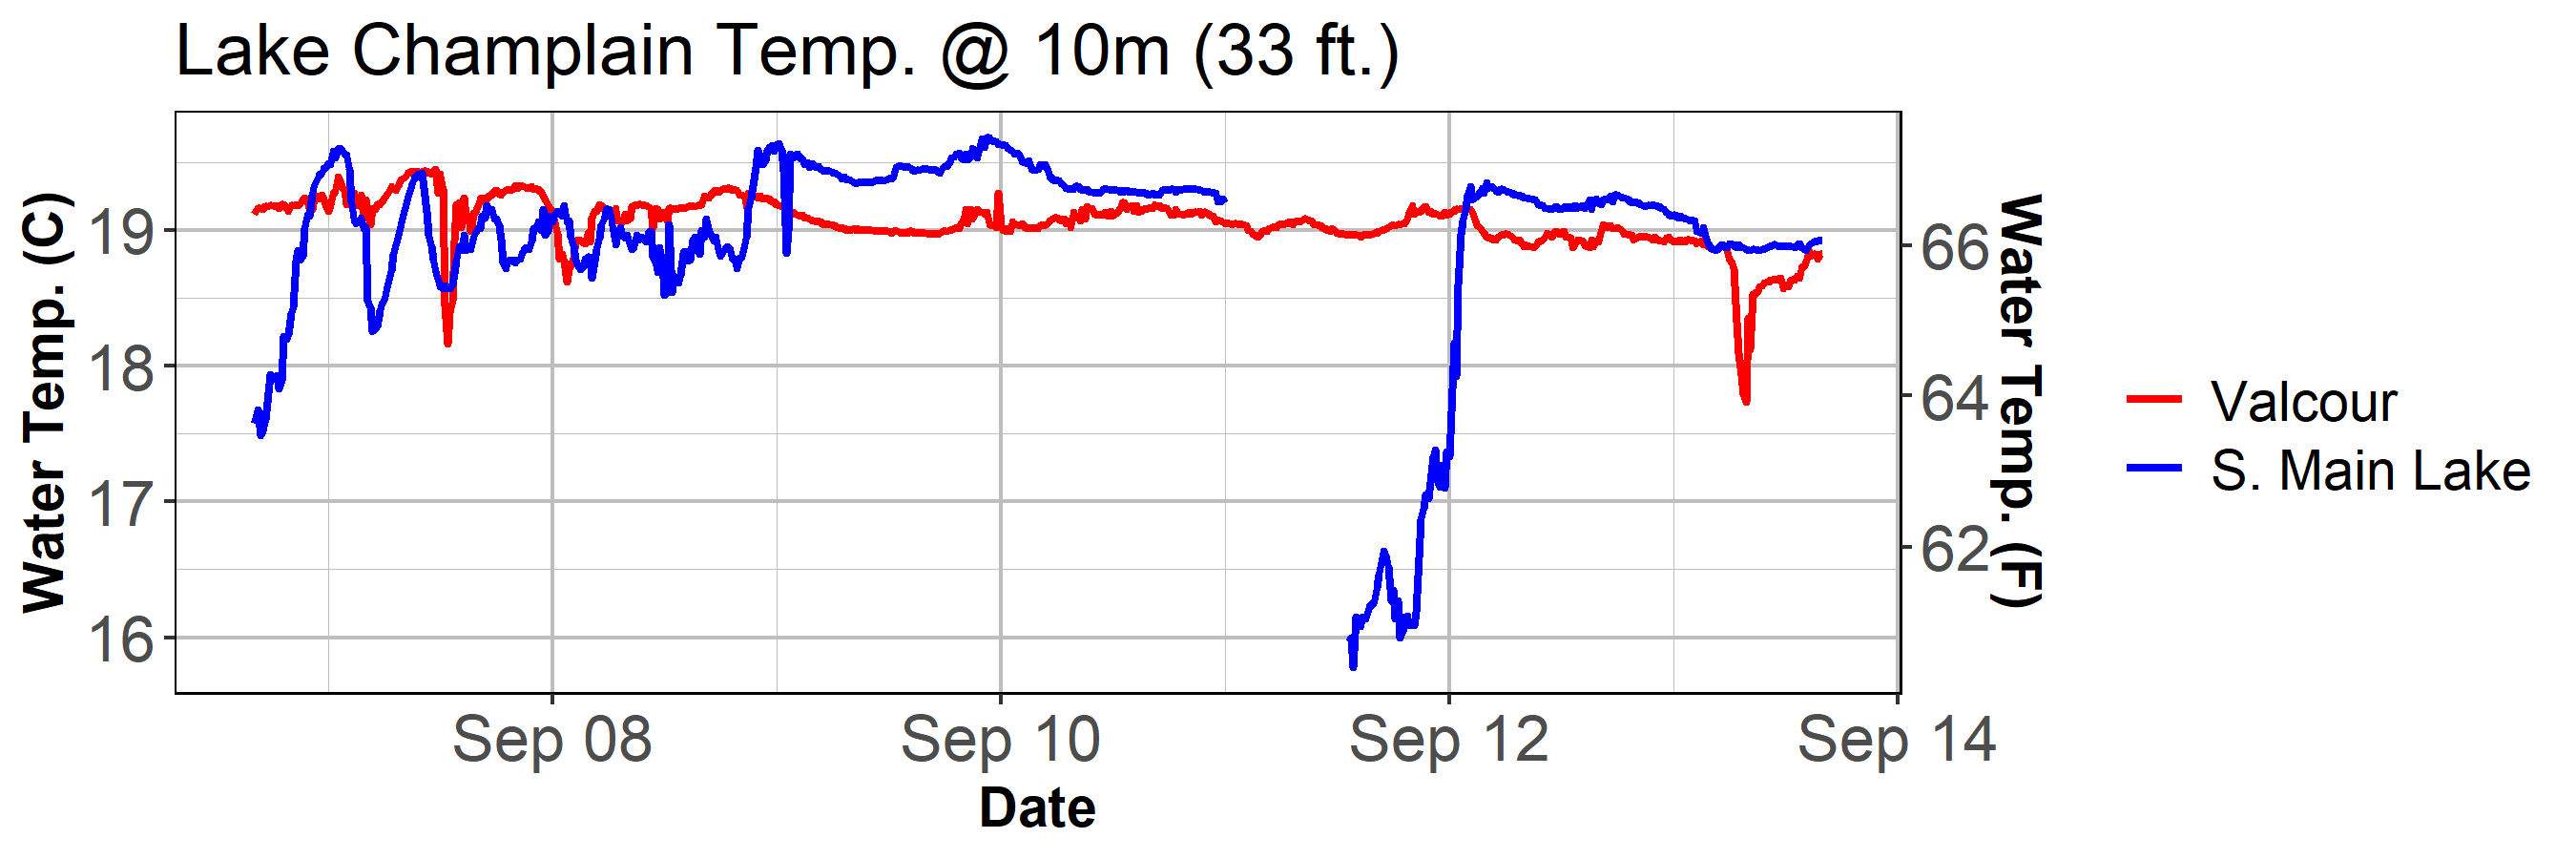 Lake Champlain Temp. @ 10m (33 ft.)
Water Temp. (C)
19
18
17
16
66
64
62
Water Temp. (F)
Sep 08
Sep 10
Sep 12
Sep 14
Date
Valcour
S. Main Lake